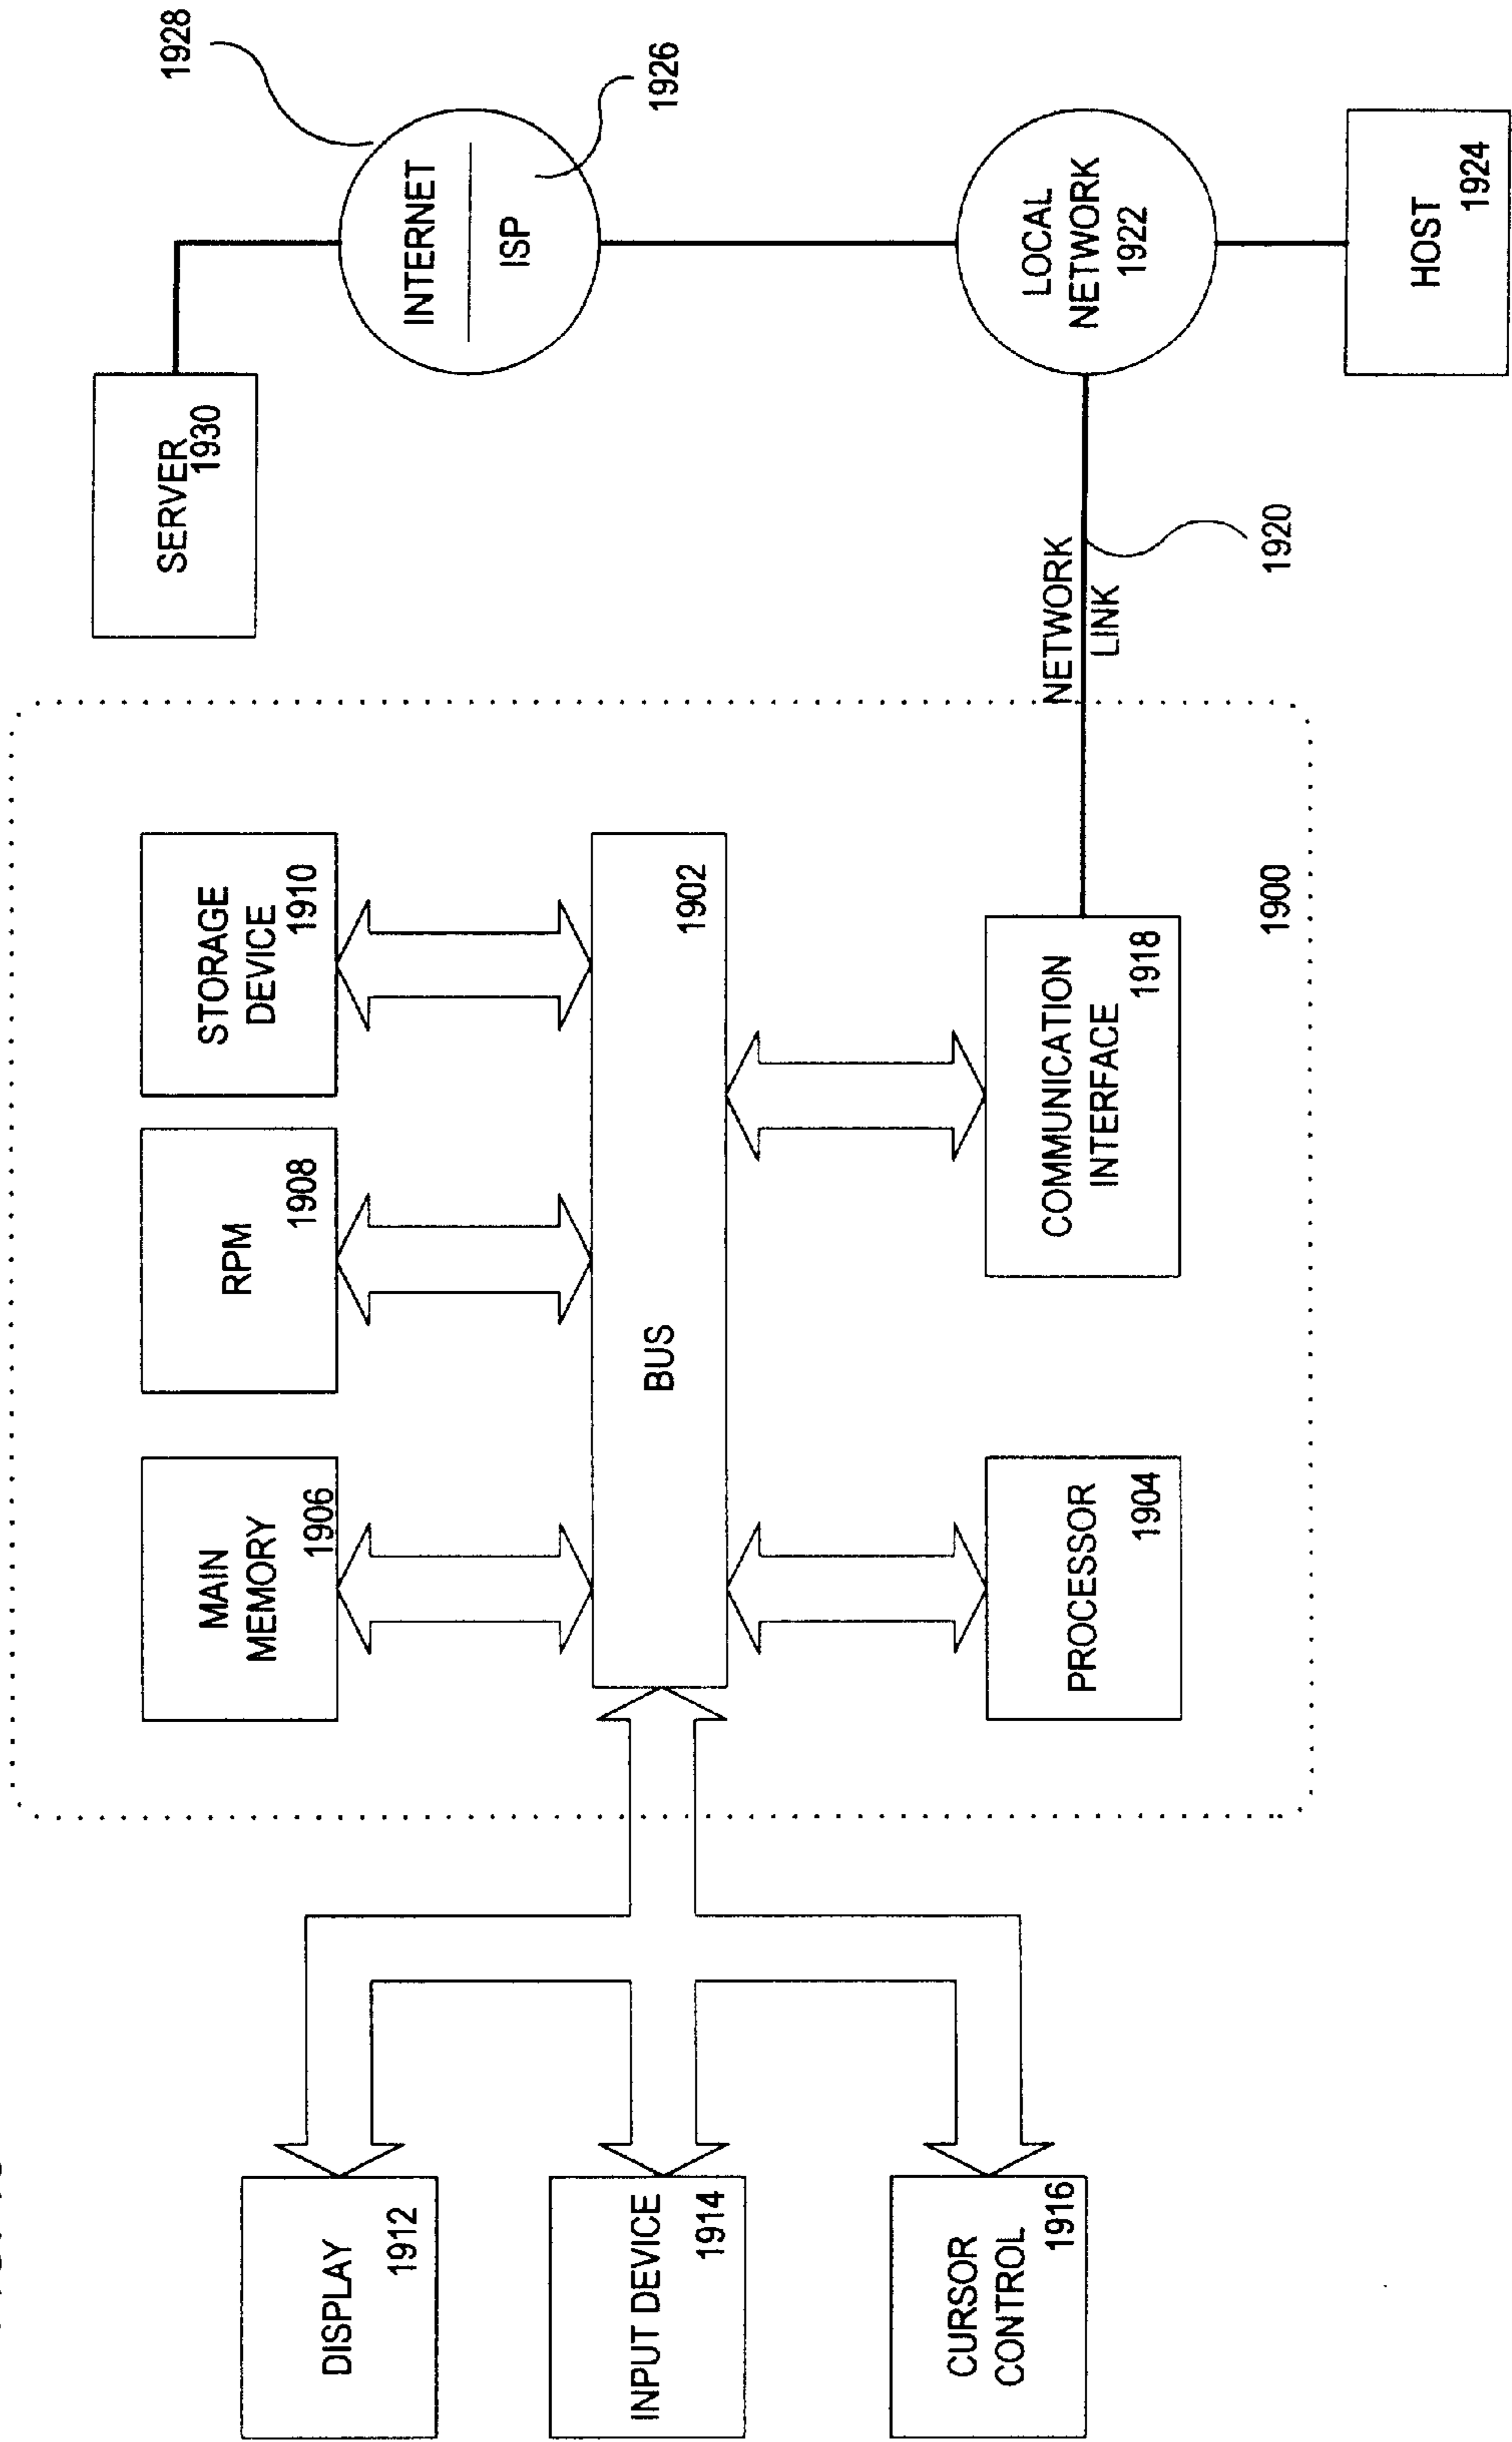 DISPLAY
1912
INPUT DEVICE
1914
CURSOR
CONTROL
1916
MAIN
MEMORY
1906
RPM
1908
STORAGE
DEVICE
1910
BUS
1902
PROCESSOR
1904
COMMUNICATION
INTERFACE
1918
1900
SERVER
1930
INTERNET
1928
ISP
1926
NETWORK
LINK
1920
LOCAL
NETWORK
1922
HOST
1924